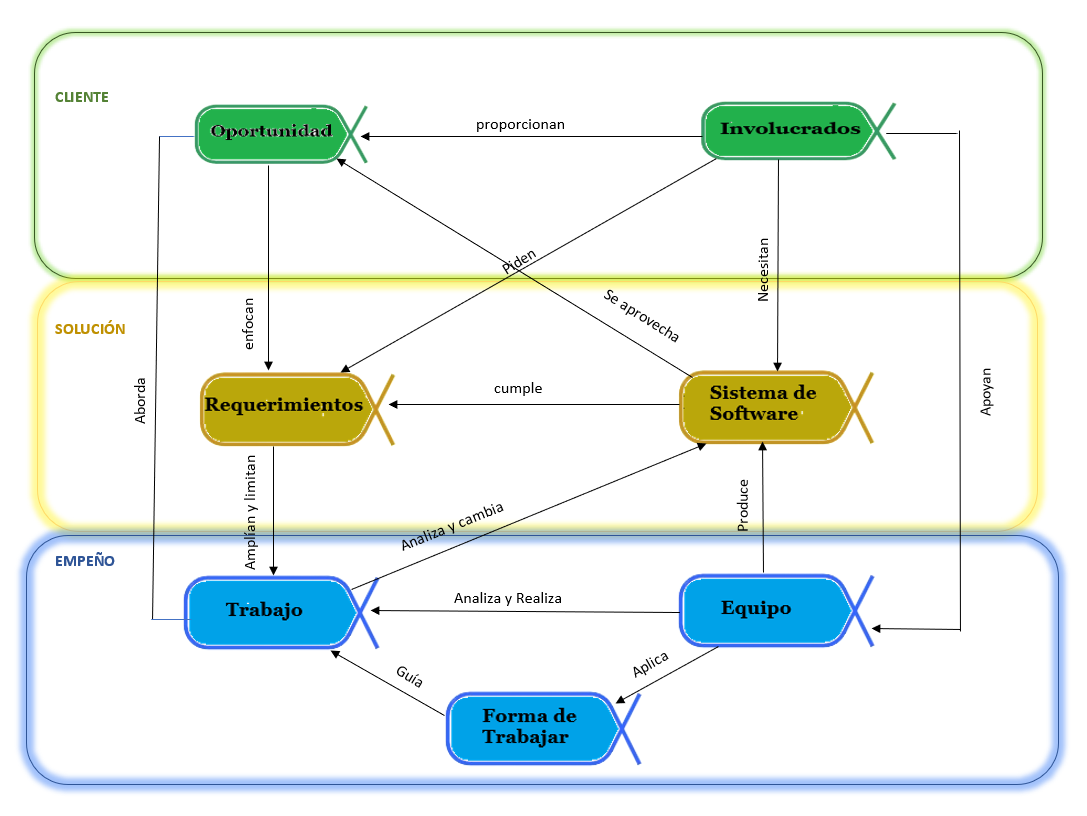 CLIENTE
Oportunidad
proporcionan
Involucrados
Piden
Necesitan
enfocan
Se aprovecha
SOLUCIÓN
Aborda
Requerimientos
cumple
Sistema de
Software
Apoyan
Amplían y limitan
Analiza y cambia
Produce
EMPEÑO
Trabajo
Analiza y Realiza
Equipo
Guía
Aplica
Forma de
Trabajar